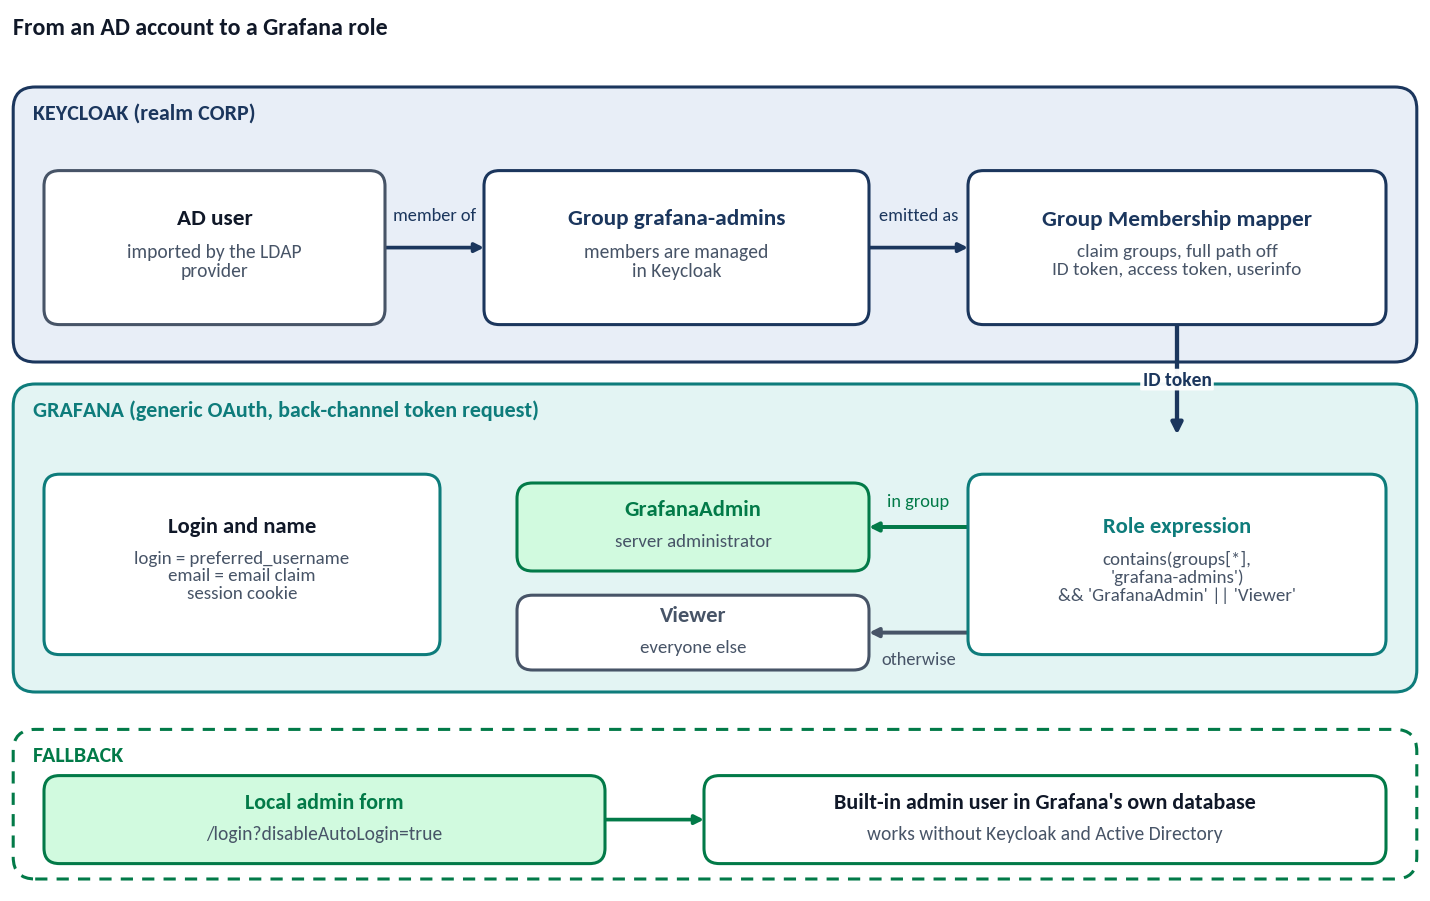 From an AD account to a Grafana role
KEYCLOAK (realm CORP)
AD user
imported by the LDAP
provider
member of
Group grafana-admins
members are managed
in Keycloak
emitted as
Group Membership mapper
claim groups, full path off
ID token, access token, userinfo
ID token
GRAFANA (generic OAuth, back-channel token request)
Login and name
login = preferred_username
email = email claim
session cookie
GrafanaAdmin
server administrator
in group
Viewer
everyone else
otherwise
Role expression
contains(groups[*],
'grafana-admins')
&& 'GrafanaAdmin' || 'Viewer'
FALLBACK
Local admin form
/login?disableAutoLogin=true
Built-in admin user in Grafana's own database
works without Keycloak and Active Directory